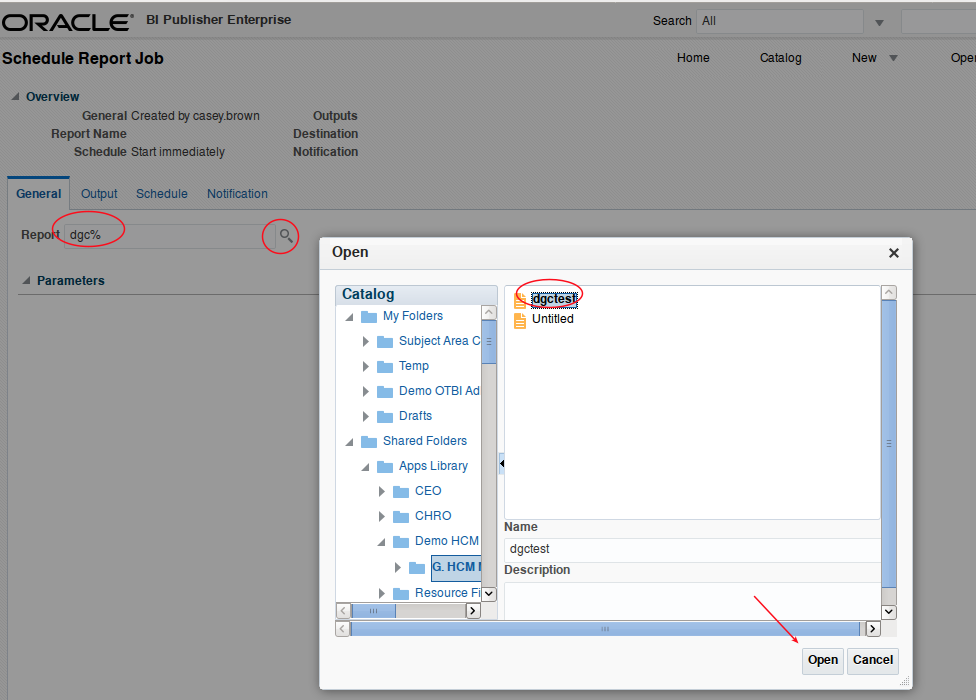 ORACLE® BI Publisher Enterprise Search All
Schedule Report Job Home Catalog New Open
Overview
General Created by casey.brown Outputs
Report Name Destination
Schedule Start immediately Notification
General Output Schedule Notification
Report dgc%
Parameters
Open
Catalog
My Folders
Subject Area C
Temp
Demo OTBI Ad
Drafts
Shared Folders
Apps Library
CEO
CHRO
Demo HCM
G. HCM
Resource Fi
dgctest
Untitled
Name
dgctest
Description
Open Cancel